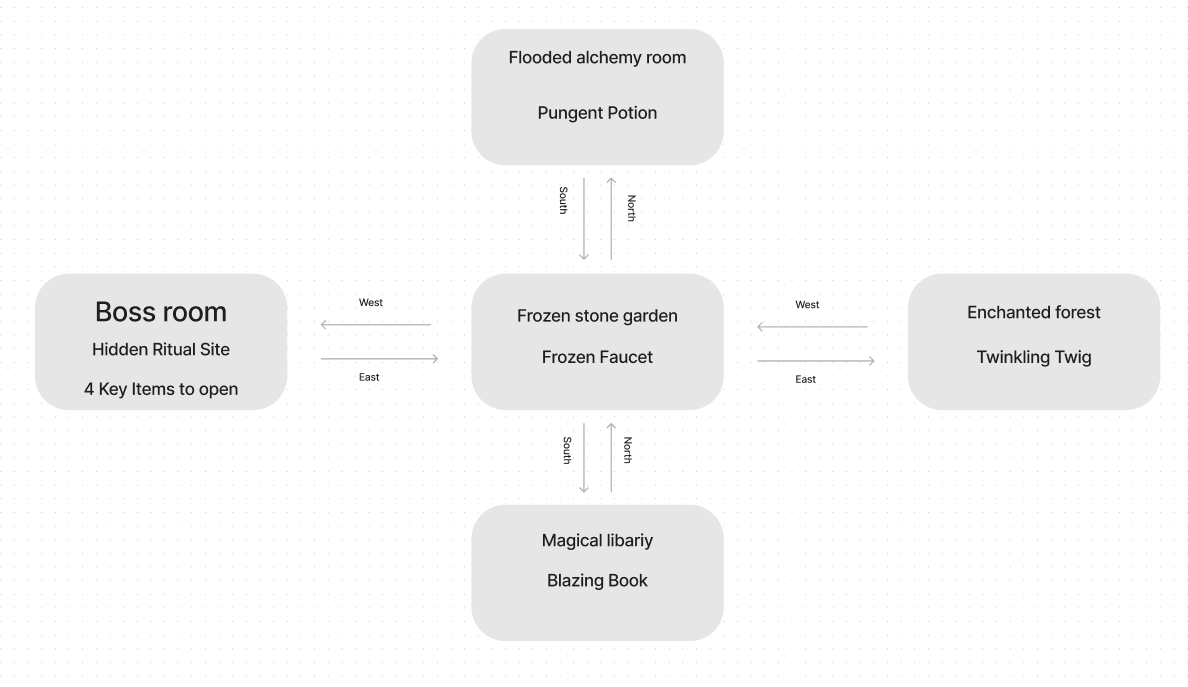 Flooded alchemy room
Pungent Potion
South
North
Boss room
Hidden Ritual Site
4 Key Items to open
West
East
Frozen stone garden
Frozen Faucet
West
East
Enchanted forest
Twinkling Twig
South
North
Magical libariy
Blazing Book